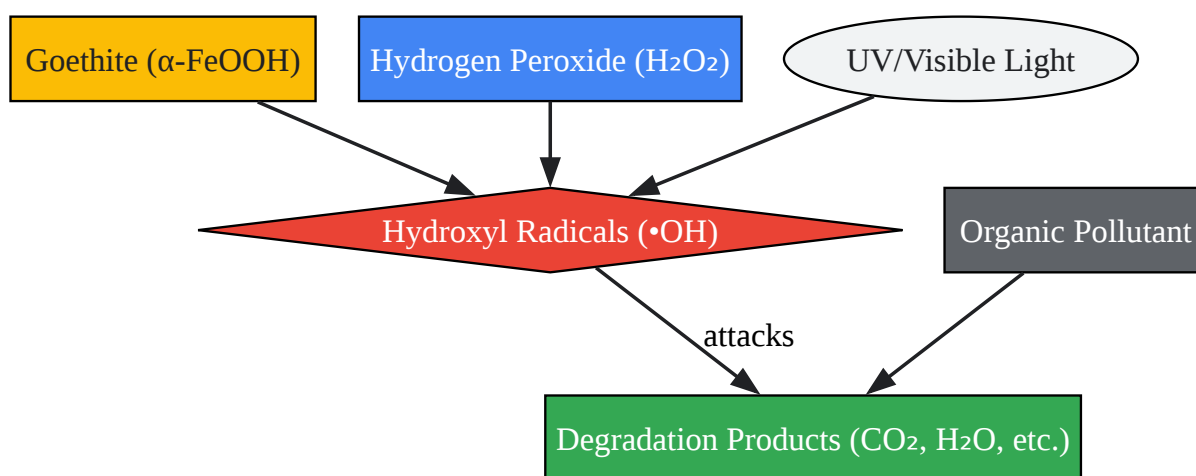 Goethite (α-FeOOH)
Hydrogen Peroxide (H₂O₂)
UV/Visible Light
Hydroxyl Radicals (•OH)
Organic Pollutant
attacks
Degradation Products (CO₂, H₂O, etc.)